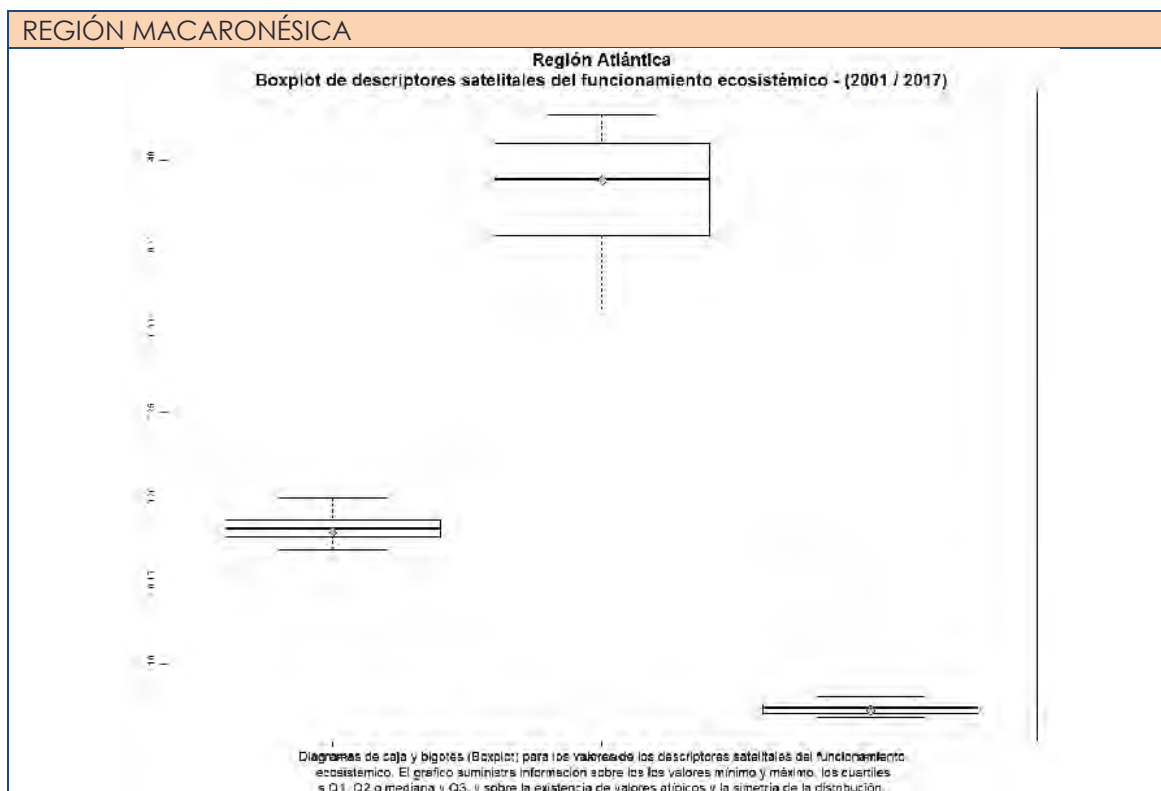 REGIÓN MACARONÉSICA
Región Atlántica
Boxplot de descriptores satelitales del funcionamiento ecosistémico - (2001 / 2017)
Diagramas de caja y bigotes (Boxplot) para los valores de los descriptores satelitales del funcionamiento
ecosistémico. El grafico suministra información sobre los los valores mínimo y máximo, los cuartiles
s Q1, Q2 o mediana y Q3, y sobre la existencia de valores atípicos y la simetria de la distribución.